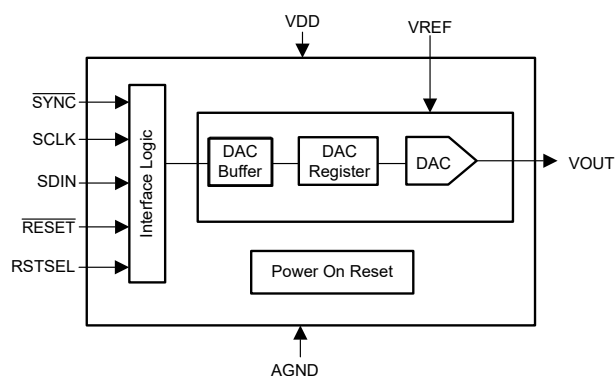 VDD
VREF
SYNC
SCLK
SDIN
RESET
RSTSEL
Interface Logic
DAC
Buffer
DAC
Register
DAC
VOUT
Power On Reset
AGND